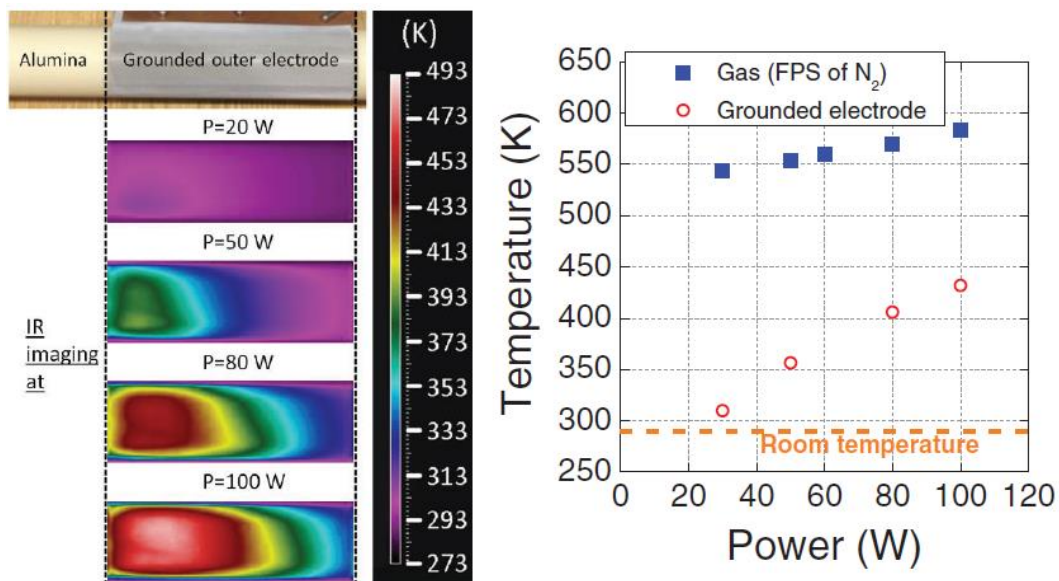 Alumina
Grounded outer electrode
P=20 W
P=50 W
IR
imaging
at
P=80 W
P=100 W
(K)
493
473
453
433
413
393
373
353
333
313
293
273
Gas (FPS of N2)
Grounded electrode
Temperature (K)
650
600
550
500
450
400
350
300
250
Room temperature
0 20 40 60 80 100 120
Power (W)